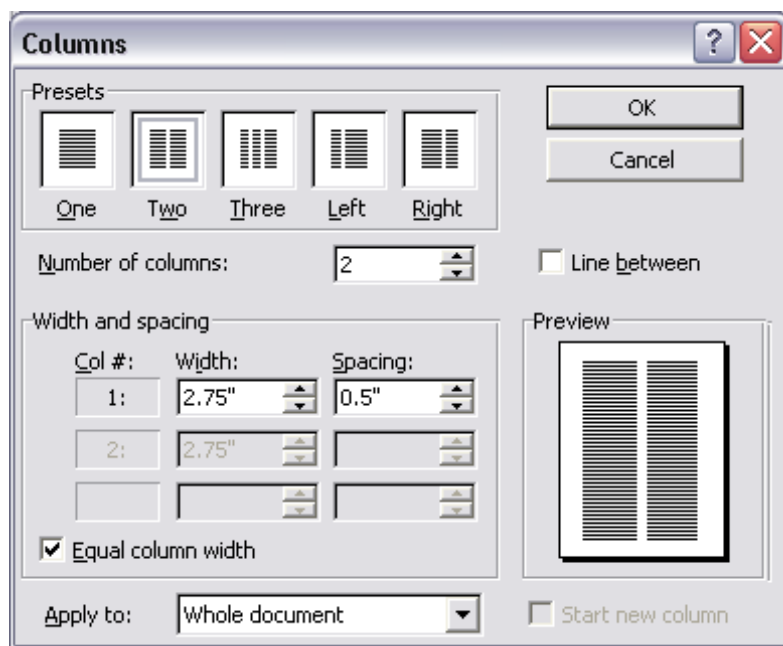 Columns
Presets
One Two Three Left Right
OK
Cancel
Number of columns: 2
Line between
Width and spacing
Col #: Width: Spacing:
1: 2.75" 0.5"
2: 2.75"
Equal column width
Preview
Apply to: Whole document
Start new column